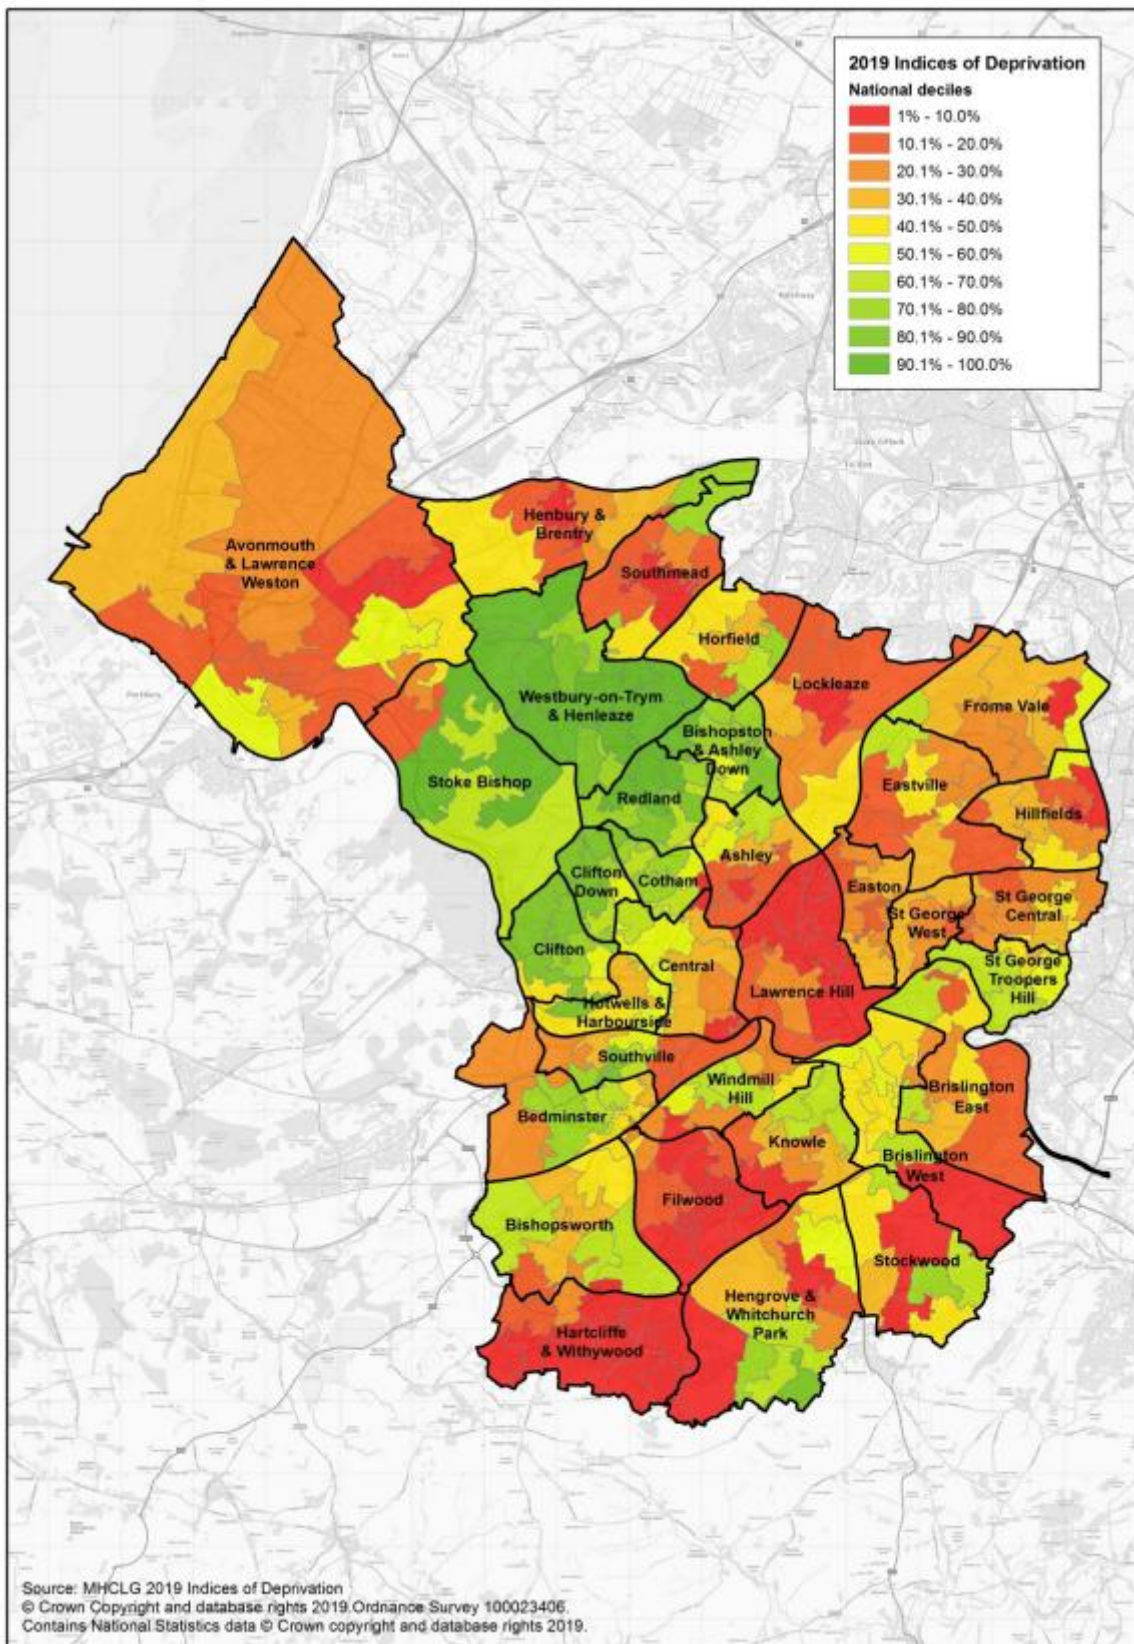 2019 Indices of Deprivation
National deciles
1% - 10.0%
10.1% - 20.0%
20.1% - 30.0%
30.1% - 40.0%
40.1% - 50.0%
50.1% - 60.0%
60.1% - 70.0%
70.1% - 80.0%
80.1% - 90.0%
90.1% - 100.0%
Henbury &
Brentry
Avonmouth
& Lawrence
Weston
Southmead
Horfield
Lockleaze
Westbury-on-Trym
& Henleaze
Frome Vale
Bishopston
& Ashley
Down
Stoke Bishop
Redland
Eastville
Hillfields
Ashley
Clifton
Down
Cotham
Easton
St George
West
St George
Central
Clifton
Central
Lawrence Hill
St George
Troopers
Hill
Hotwells &
Harbourside
Southville
Windmill
Hill
Bedminster
Brislington
East
Knowle
Brislington
West
Filwood
Bishopsworth
Stockwood
Hengrove &
Whitchurch
Park
Hartcliffe
& Withywood
Source: MHCLG 2019 Indices of Deprivation
© Crown Copyright and database rights 2019.Ordnance Survey 100023406.
Contains National Statistics data © Crown copyright and database rights 2019.